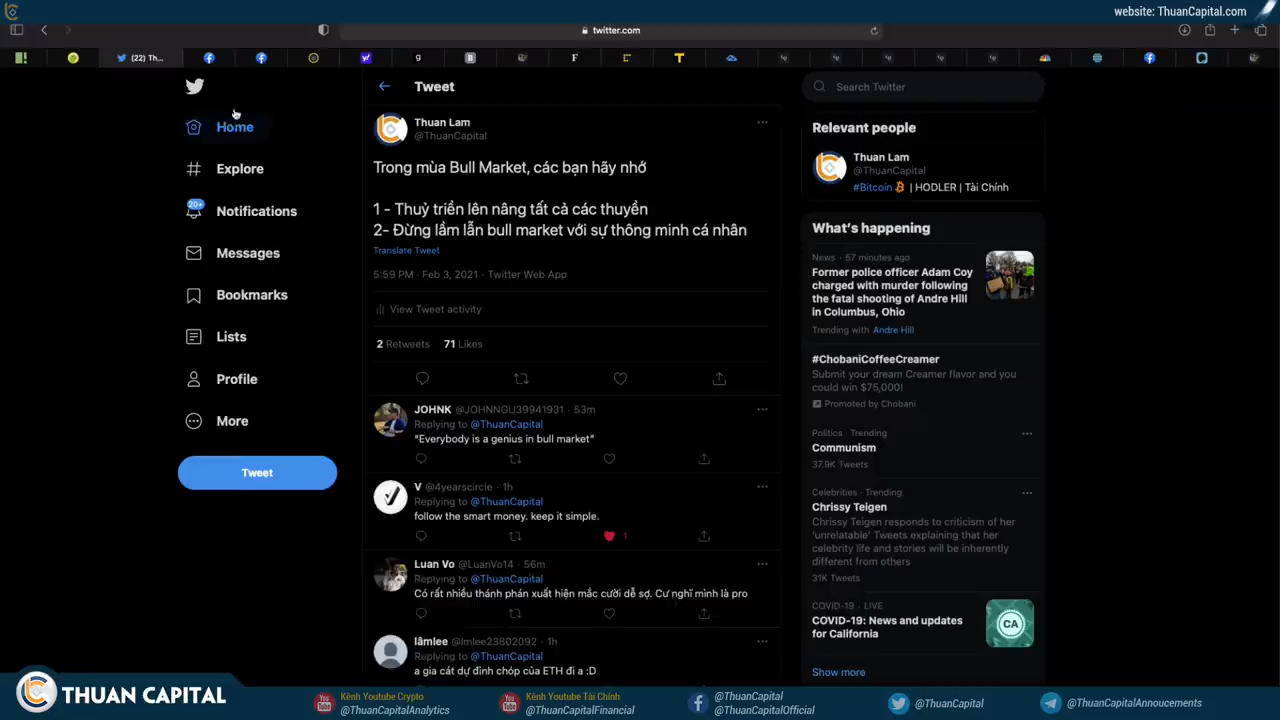 website: ThuanCapital.com
twitter.com
(22) Th...
Home
Explore
20+
Notifications
Messages
Bookmarks
Lists
Profile
More
Tweet
Tweet
Thuan Lam
@ThuanCapital
Trong mùa Bull Market, các bạn hãy nhớ
1 - Thuỷ triền lên nâng tất cả các thuyền
2- Đừng lầm lẫn bull market với sự thông minh cá nhân
Translate Tweet
5:59 PM · Feb 3, 2021 · Twitter Web App
View Tweet activity
2 Retweets 71 Likes
JOHNK @JOHNNGU39941931 · 53m
Replying to @ThuanCapital
"Everybody is a genius in bull market"
V @4yearscircle · 1h
Replying to @ThuanCapital
follow the smart money. keep it simple.
1
Luan Vo @LuanVo14 · 56m
Replying to @ThuanCapital
Có rất nhiều thánh phán xuất hiện mắc cười dễ sợ. Cư nghĩ mình là pro
lâmlee @lmlee23802092 · 1h
Replying to @ThuanCapital
a gia cát dự đỉnh chóp của ETH đi a :D
Search Twitter
Relevant people
Thuan Lam
@ThuanCapital
#Bitcoin | HODLER | Tài Chính
What's happening
News · 57 minutes ago
Former police officer Adam Coy
charged with murder following
the fatal shooting of Andre Hill
in Columbus, Ohio
Trending with Andre Hill
#ChobaniCoffeeCreamer
Submit your dream Creamer flavor and you
could win $75,000!
Promoted by Chobani
Politics · Trending
Communism
37.9K Tweets
Celebrities · Trending
Chrissy Teigen
Chrissy Teigen responds to criticism of her
'unrelatable' Tweets explaining that her
celebrity life and stories will be inherently
different from others
31K Tweets
COVID-19 · LIVE
COVID-19: News and updates
for California
CA
Show more
THUAN CAPITAL
Kênh Youtube Crypto
@ThuanCapitalAnalytics
Kênh Youtube Tài Chính
@ThuanCapitalFinancial
@ThuanCapital
@ThuanCapitalOfficial
@ThuanCapital
@ThuanCapitalAnnoucements